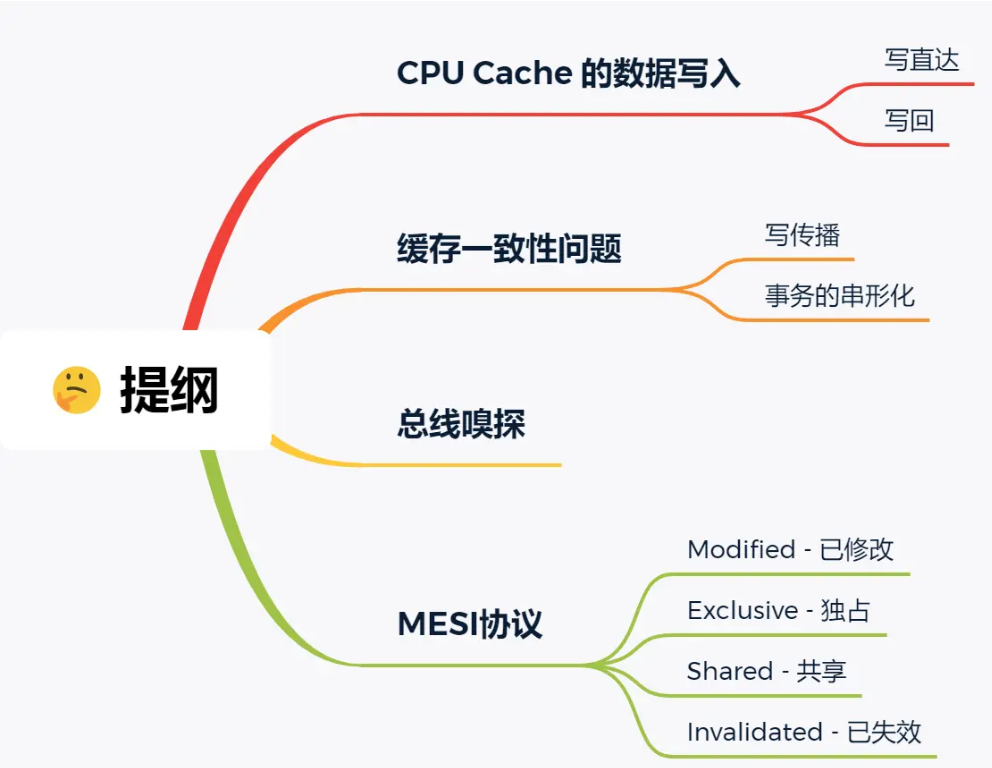 🤔 提纲
CPU Cache 的数据写入
写直达
写回
缓存一致性问题
写传播
事务的串形化
总线嗅探
MESI协议
Modified - 已修改
Exclusive - 独占
Shared - 共享
Invalidated - 已失效